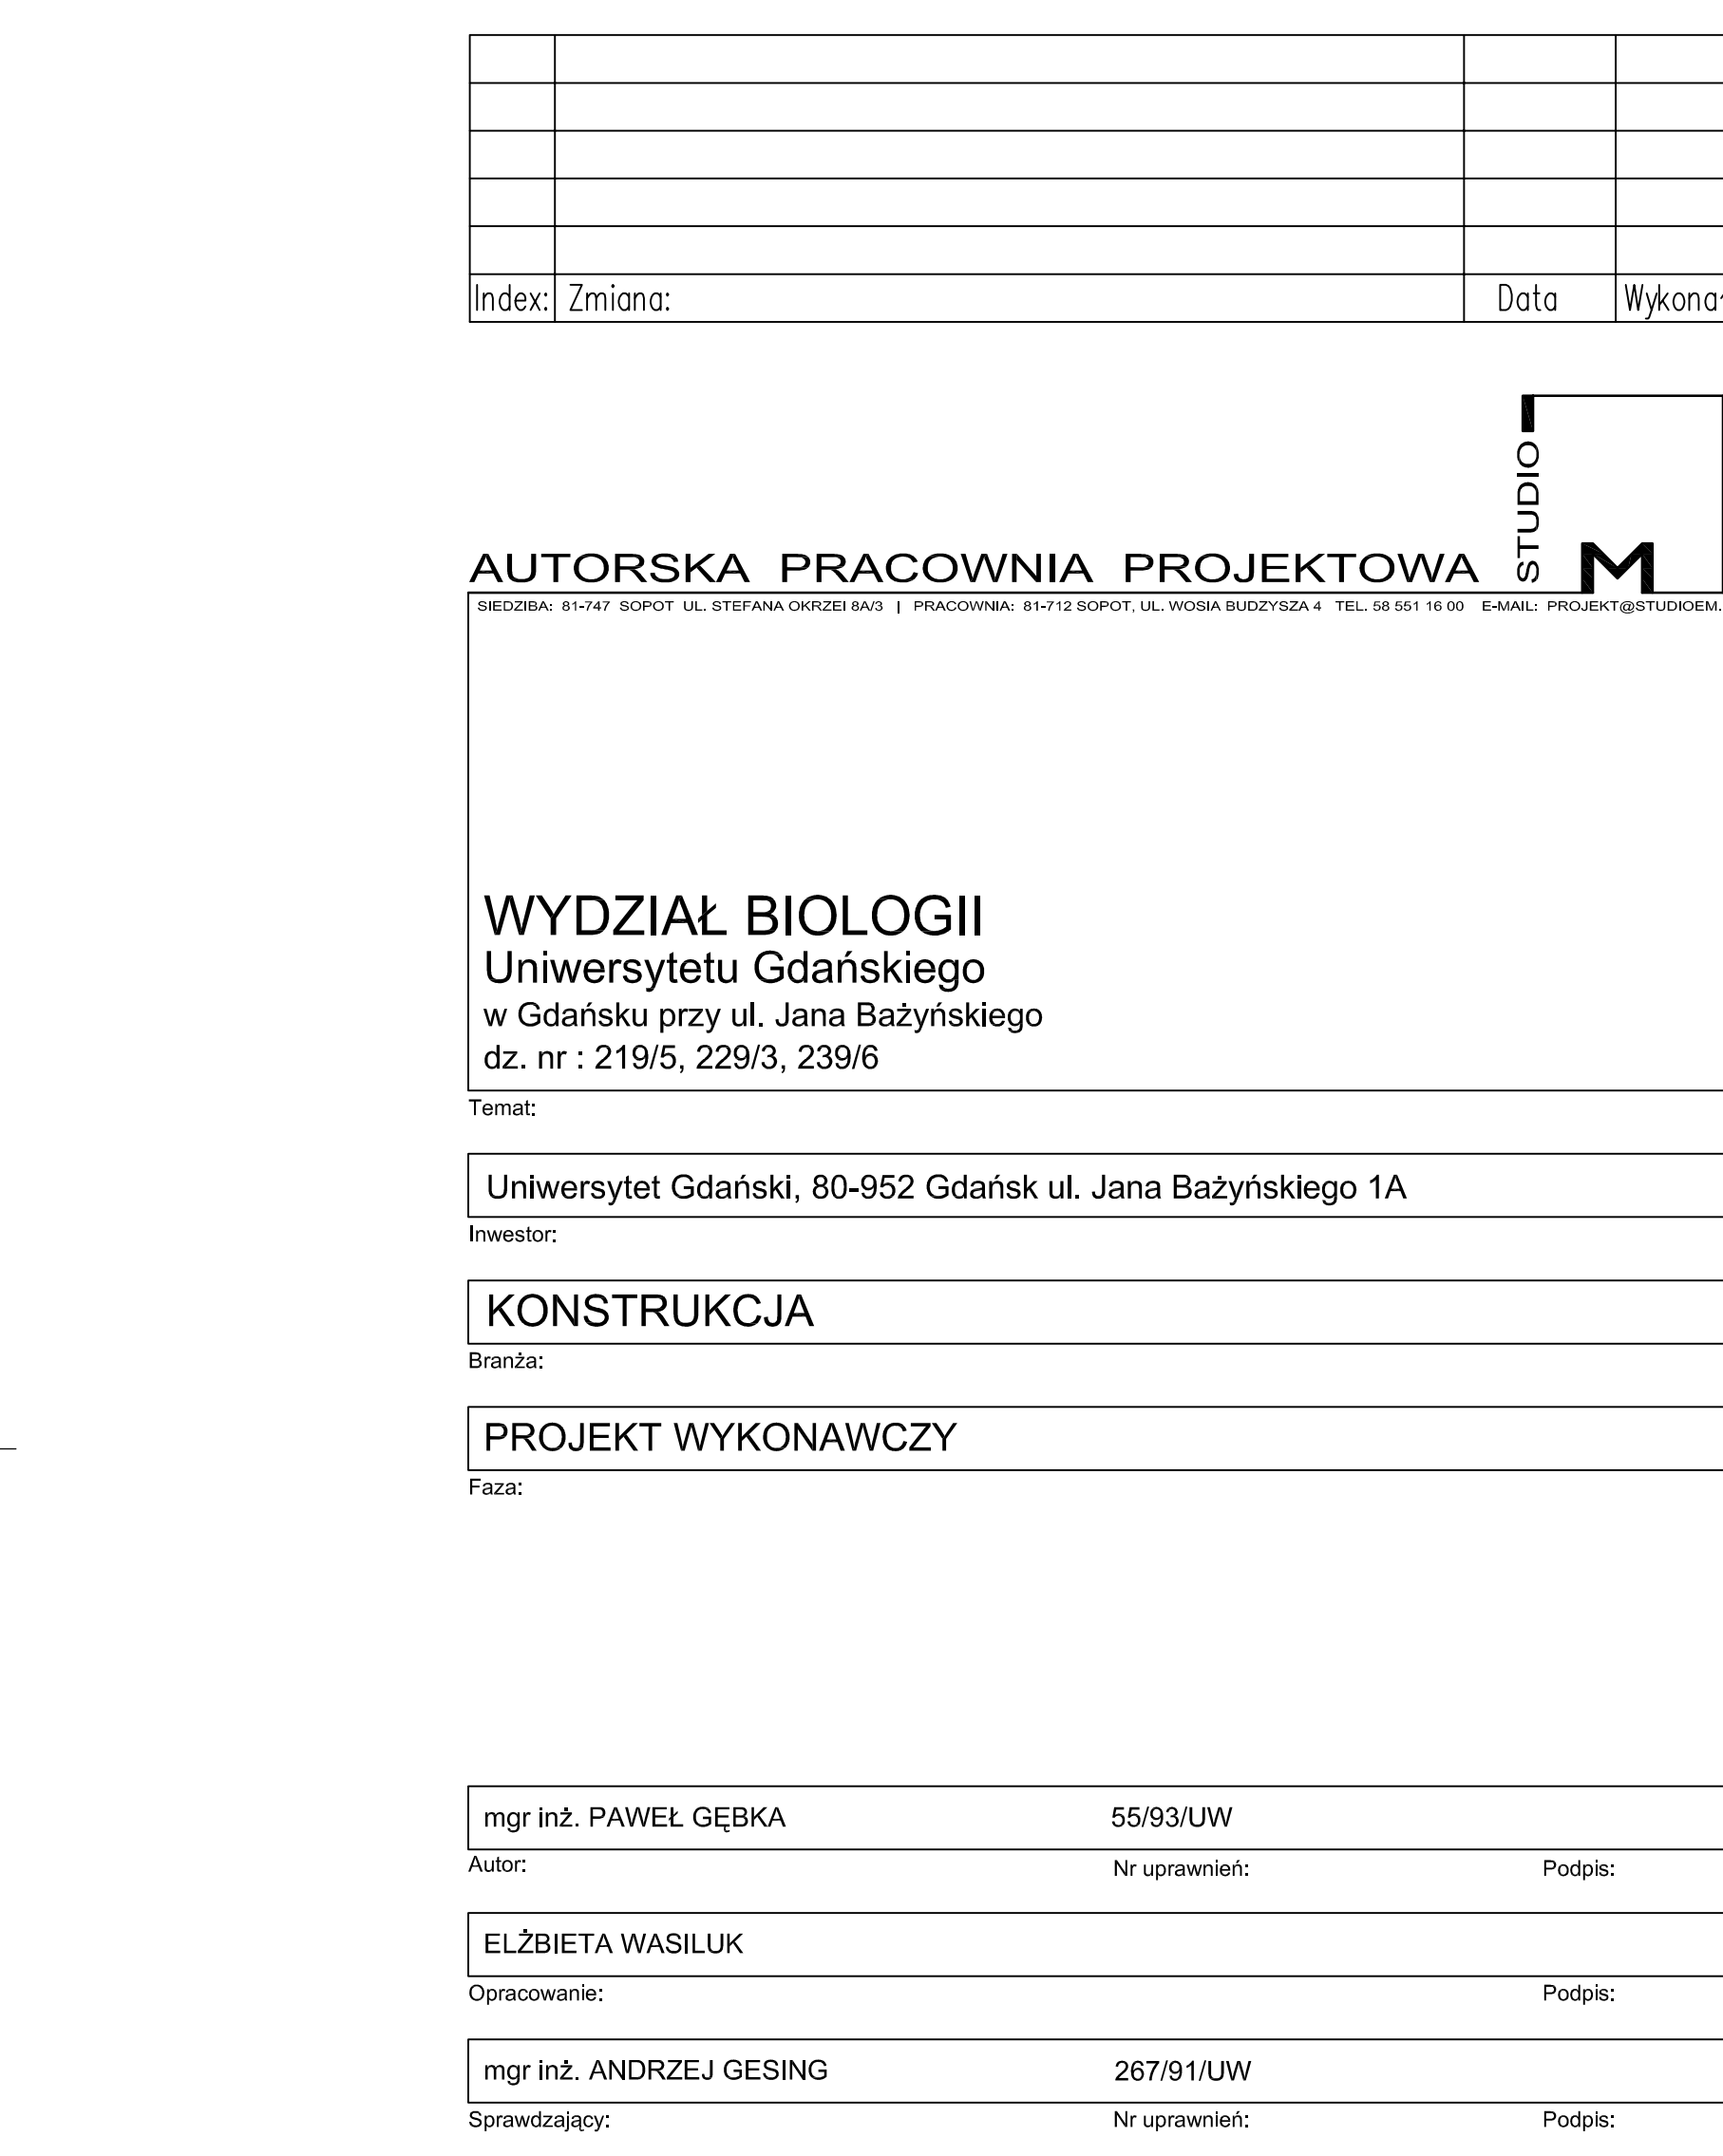 Index: Zmiana: Data
STUDIO
M
AUTORSKA PRACOWNIA PROJEKTOWA
SIEDZIBA: 81-747 SOPOT UL. STEFANA OKRZEI 8A/3 | PRACOWNIA: 81-712 SOPOT, UL. WOSIA BUDZYSZA 4 TEL. 58 551 16 00 E-MAIL: PROJEKT@STUDIOEM.
WYDZIAŁ BIOLOGII
Uniwersytetu Gdańskiego
w Gdańsku przy ul. Jana Bażyńskiego
dz. nr : 219/5, 229/3, 239/6
Temat:
Uniwersytet Gdański, 80-952 Gdańsk ul. Jana Bażyńskiego 1A
Inwestor:
KONSTRUKCJA
Branża:
PROJEKT WYKONAWCZY
Faza:
mgr inż. PAWEŁ GĘBKA 55/93/UW
Autor: Nr uprawnień: Podpis:
ELŻBIETA WASILUK
Opracowanie: Podpis:
mgr inż. ANDRZEJ GESING 267/91/UW
Sprawdzający: Nr uprawnień: Podpis: